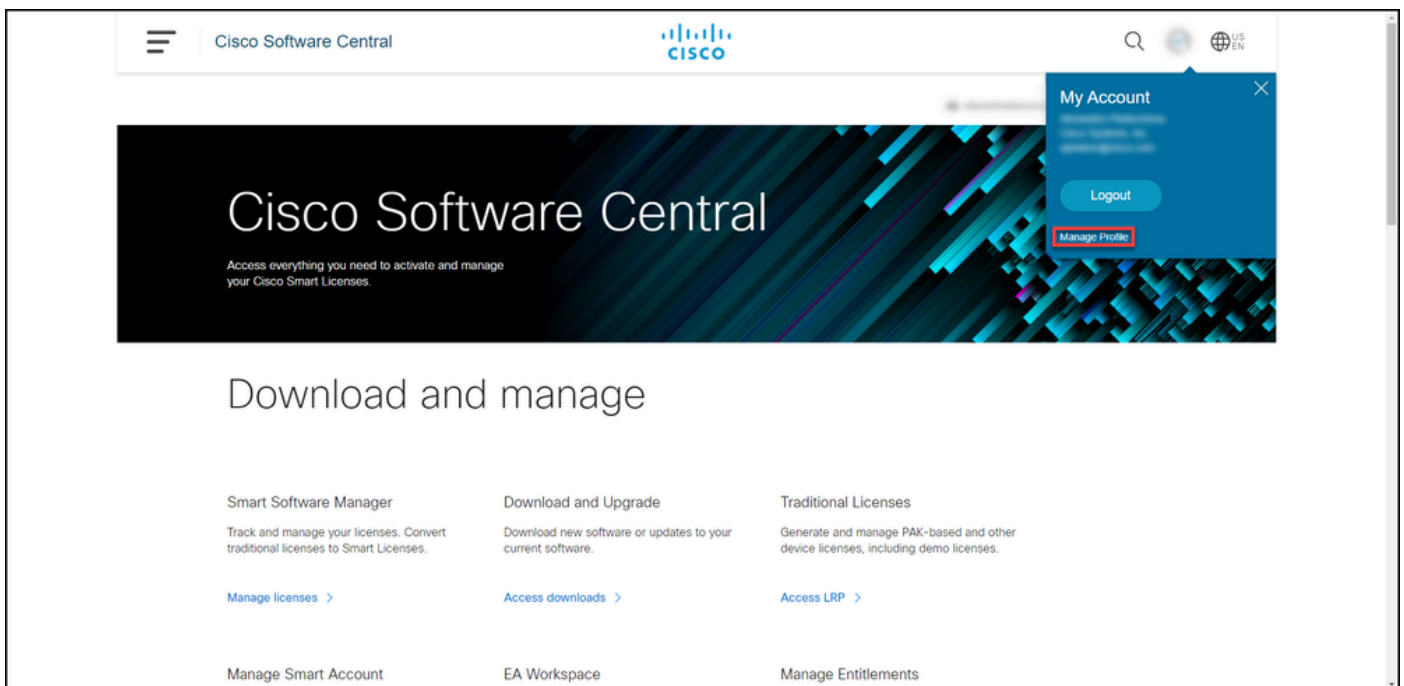 Cisco Software Central
CISCO
US
EN
My Account
Logout
Manage Profile
Cisco Software Central
Access everything you need to activate and manage
your Cisco Smart Licenses.
Download and manage
Smart Software Manager
Track and manage your licenses. Convert
traditional licenses to Smart Licenses.
Manage licenses >
Download and Upgrade
Download new software or updates to your
current software.
Access downloads >
Traditional Licenses
Generate and manage PAK-based and other
device licenses, including demo licenses.
Access LRP >
Manage Smart Account
EA Workspace
Manage Entitlements